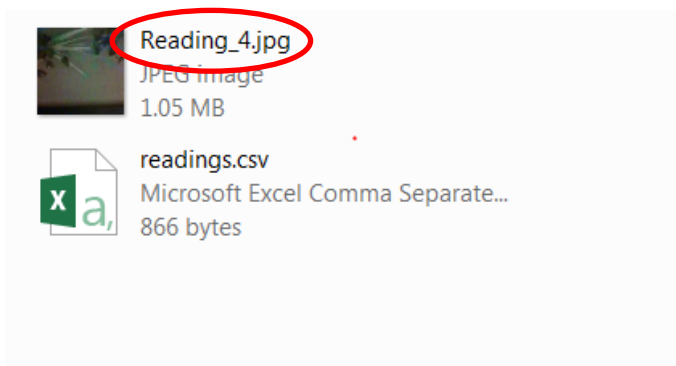 Reading_4.jpg
JPEG image
1.05 MB
readings.csv
Microsoft Excel Comma Separate...
866 bytes
X a,